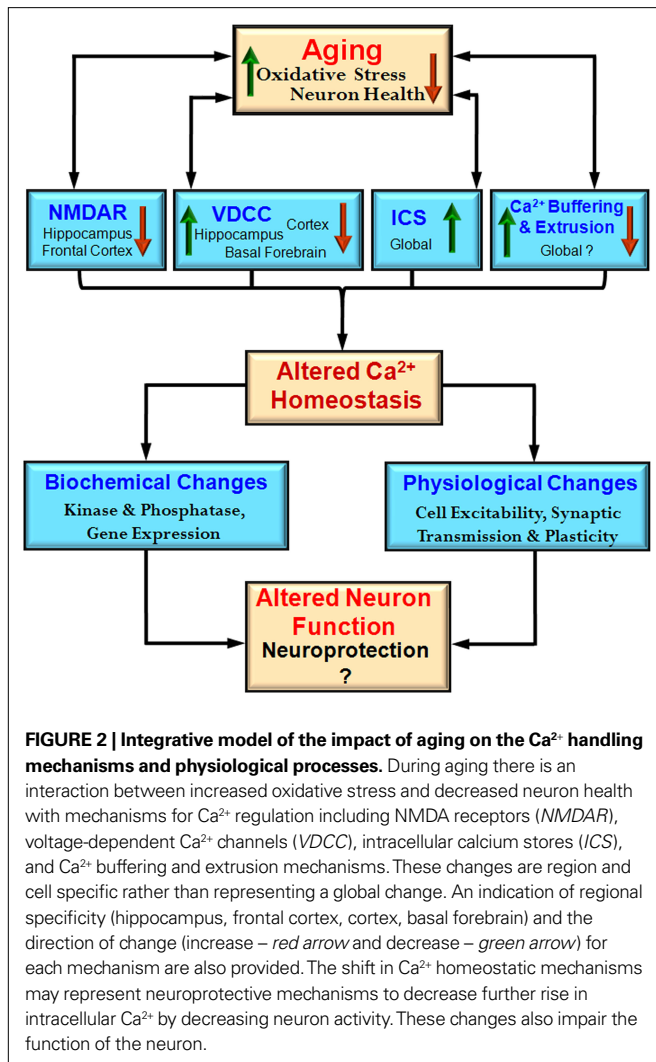 Aging
Oxidative Stress
Neuron Health
NMDAR
Hippocampus
Frontal Cortex
VDCC
Hippocampus Cortex
Basal Forebrain
ICS
Global
Ca²⁺ Buffering
& Extrusion
Global ?
Altered Ca²⁺
Homeostasis
Biochemical Changes
Kinase & Phosphatase,
Gene Expression
Physiological Changes
Cell Excitability, Synaptic
Transmission & Plasticity
Altered Neuron
Function
Neuroprotection
?
FIGURE 2 | Integrative model of the impact of aging on the Ca²⁺ handling
mechanisms and physiological processes. During aging there is an
interaction between increased oxidative stress and decreased neuron health
with mechanisms for Ca²⁺ regulation including NMDA receptors (NMDAR),
voltage-dependent Ca²⁺ channels (VDCC), intracellular calcium stores (ICS),
and Ca²⁺ buffering and extrusion mechanisms. These changes are region and
cell specific rather than representing a global change. An indication of regional
specificity (hippocampus, frontal cortex, cortex, basal forebrain) and the
direction of change (increase – red arrow and decrease – green arrow) for
each mechanism are also provided. The shift in Ca²⁺ homeostatic mechanisms
may represent neuroprotective mechanisms to decrease further rise in
intracellular Ca²⁺ by decreasing neuron activity. These changes also impair the
function of the neuron.